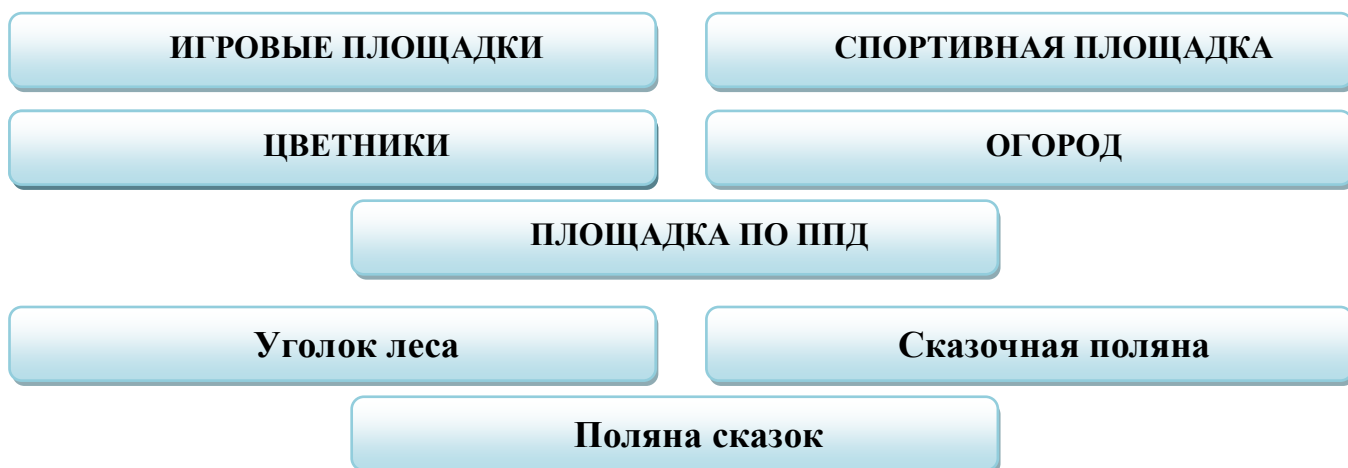 ИГРОВЫЕ ПЛОЩАДКИ
СПОРТИВНАЯ ПЛОЩАДКА
ЦВЕТНИКИ
ОГОРОД
ПЛОЩАДКА ПО ППД
Уголок леса
Сказочная поляна
Поляна сказок